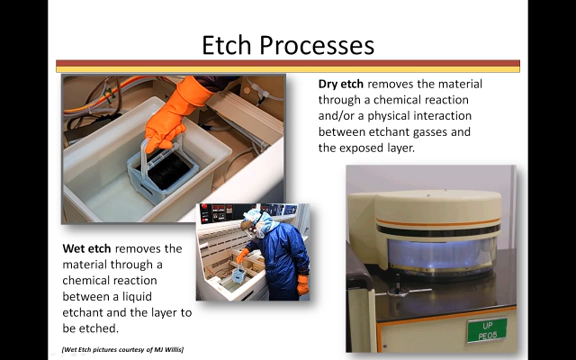 Etch Processes
Dry etch removes the material
through a chemical reaction
and/or a physical interaction
between etchant gasses and
the exposed layer.
Wet etch removes the
material through a
chemical reaction
between a liquid
etchant and the layer to
be etched.
[Wet Etch pictures courtesy of MJ Willis]
UP
PE05